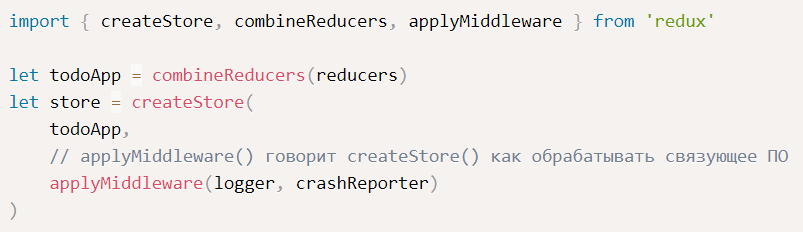 import { createStore, combineReducers, applyMiddleware } from 'redux'
let todoApp = combineReducers(reducers)
let store = createStore(
    todoApp,
    // applyMiddleware() говорит createStore() как обрабатывать связующее ПО
    applyMiddleware(logger, crashReporter)
)